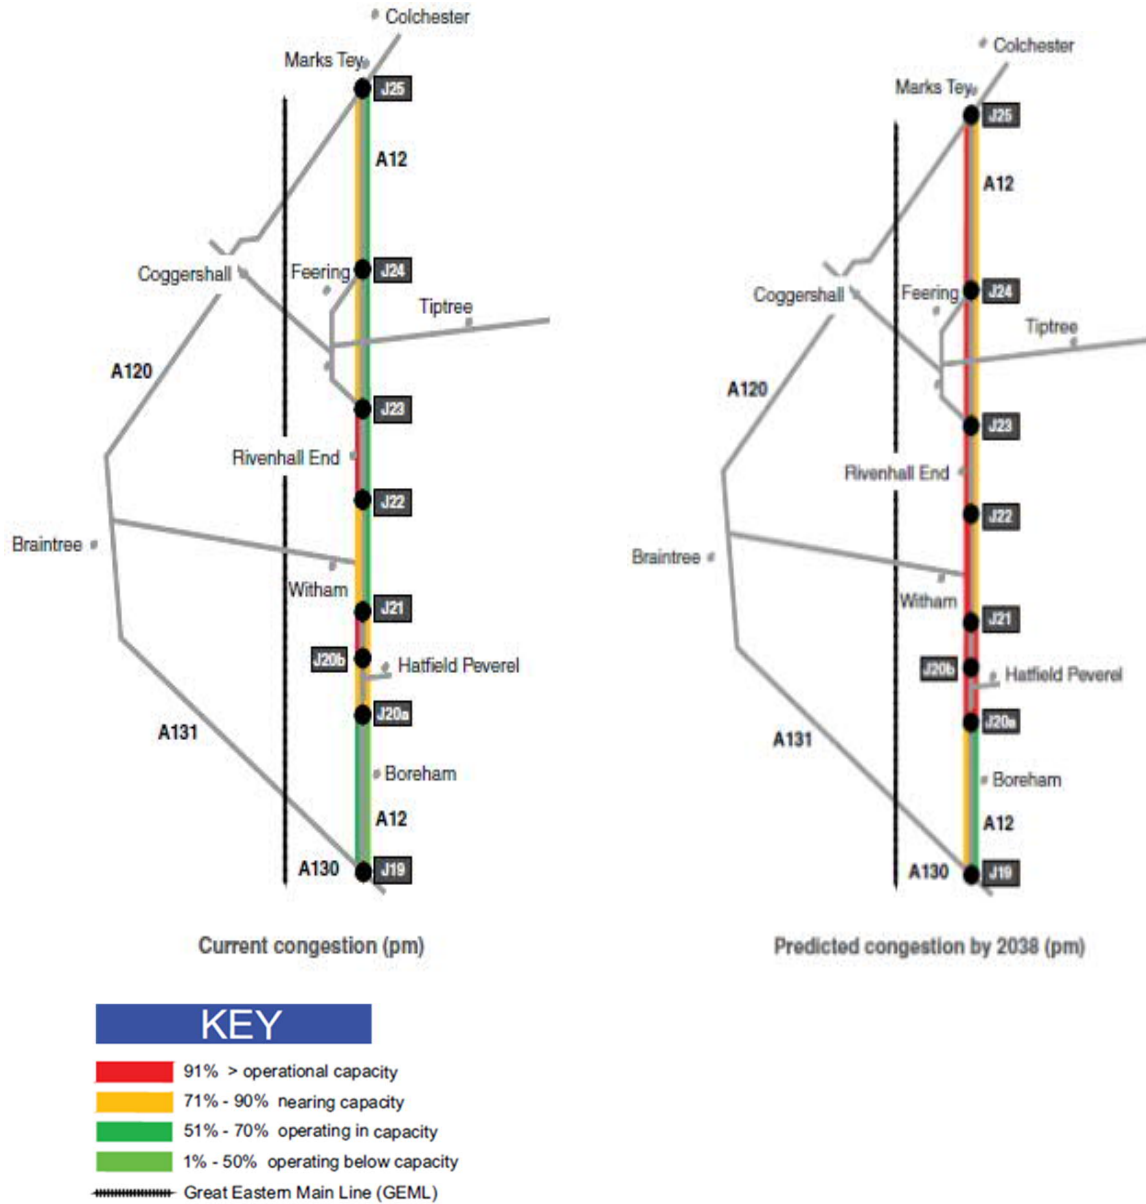 Colchester
Marks Tey
J25
A12
J24
Feering
Coggershall
Tiptree
A120
J23
Rivenhall End
J22
Braintree
Witham
J21
J20b
Hatfield Peverel
J20a
A131
Boreham
A12
A130
J19
Current congestion (pm)
Colchester
Marks Tey
J25
A12
J24
Feering
Coggershall
Tiptree
A120
J23
Rivenhall End
J22
Braintree
Witham
J21
J20b
Hatfield Peverel
J20a
A131
Boreham
A12
A130
J19
Predicted congestion by 2038 (pm)
KEY
91% > operational capacity
71% - 90% nearing capacity
51% - 70% operating in capacity
1% - 50% operating below capacity
Great Eastern Main Line (GEML)